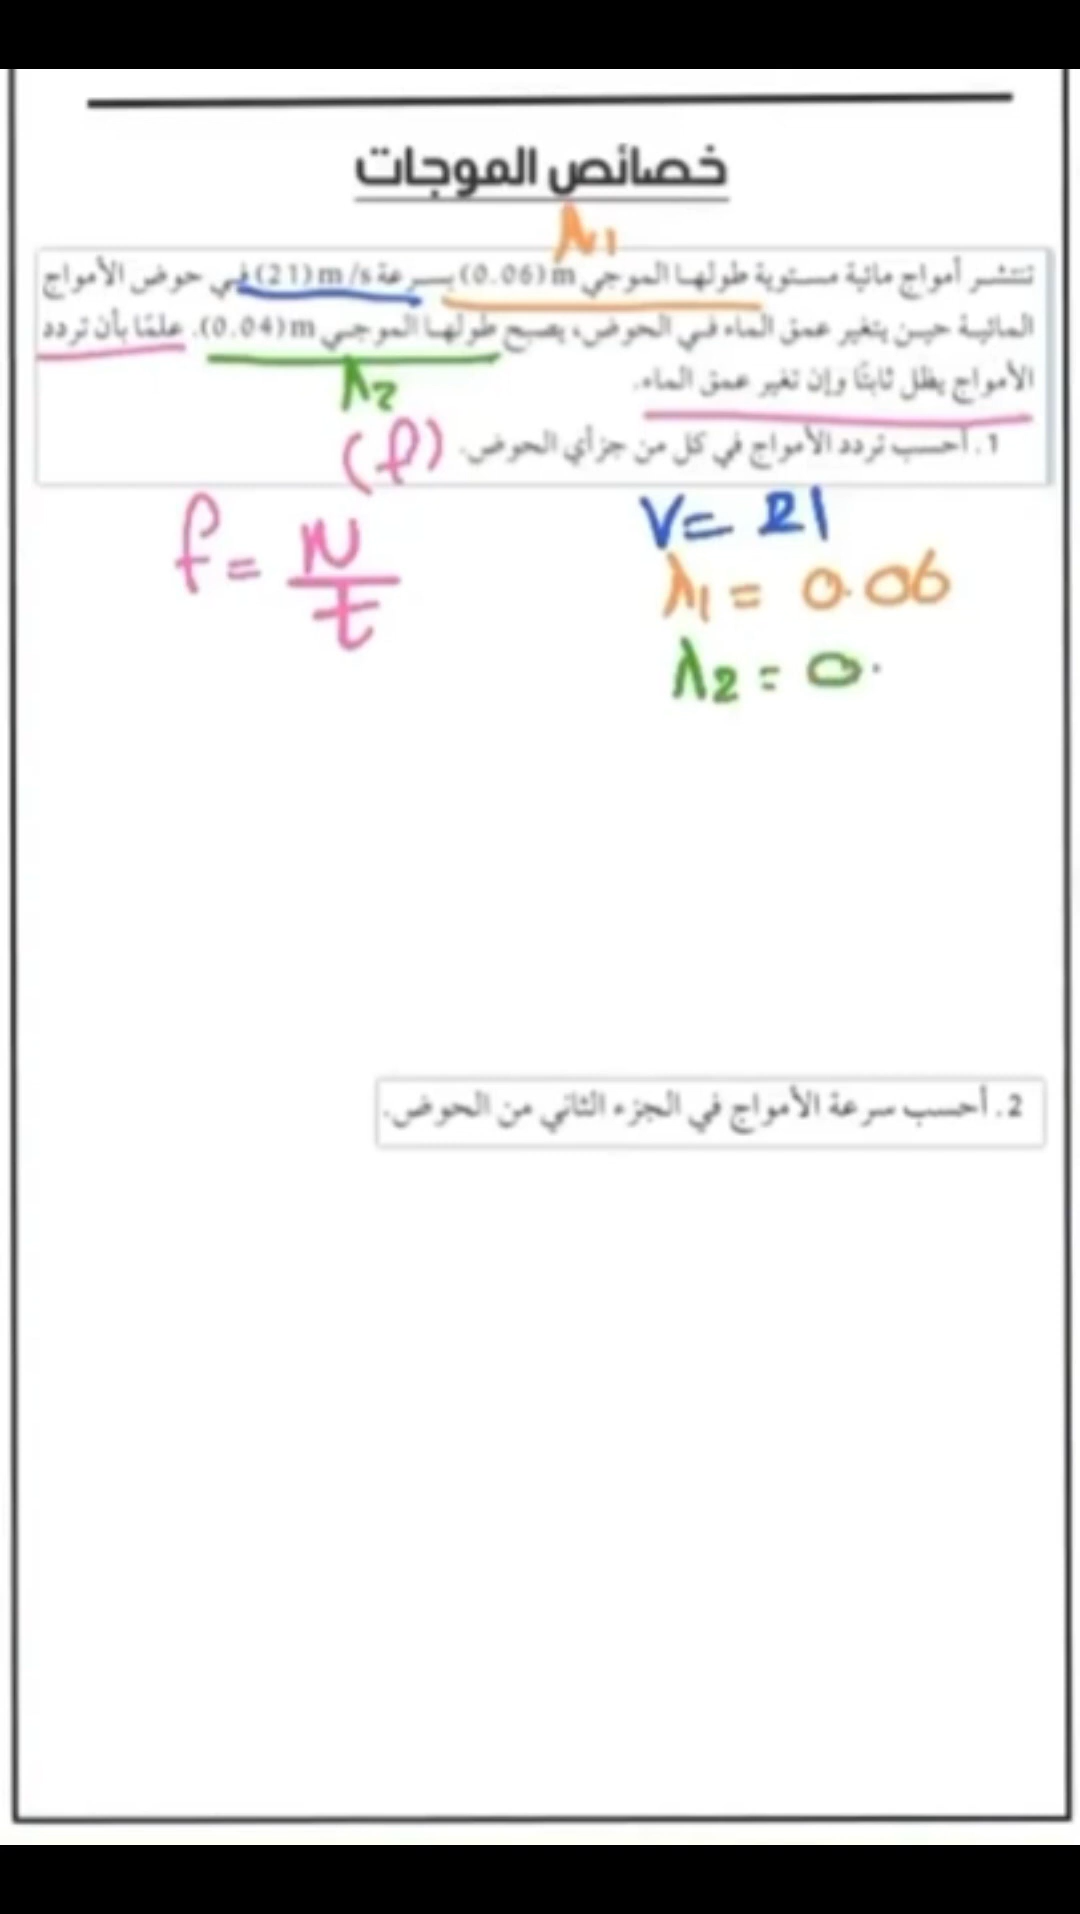 خصائص الموجات
λ1
تنتشر أمواج مائية مستوية طولها الموجي (0.06)m بسرعة (21)m/s في حوض الأمواج
المائية حين يتغير عمق الماء في الحوض، يصبح طولها الموجي (0.04)m. علمًا بأن تردد
λ2
الأمواج يظل ثابتًا وإن تغير عمق الماء.
1. أحسب تردد الأمواج في كل من جزأي الحوض. (f)
v = 21
f = N/t
λ1 = 0.06
λ2 = 0.
2. أحسب سرعة الأمواج في الجزء الثاني من الحوض.